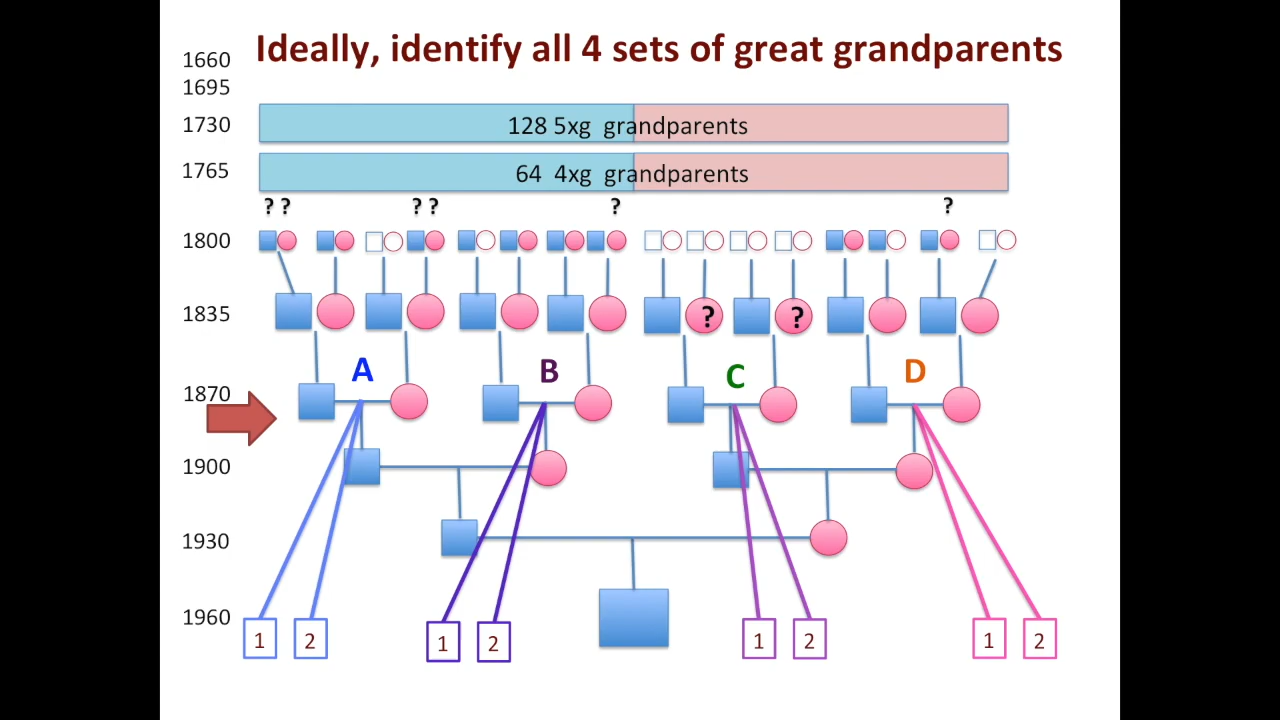 Ideally, identify all 4 sets of great grandparents
1660
1695
1730 128 5xg grandparents
1765 64 4xg grandparents
? ? ? ? ? ?
1800
1835 ? ?
A B C D
1870
1900
1930
1960
1 2 1 2 1 2 1 2